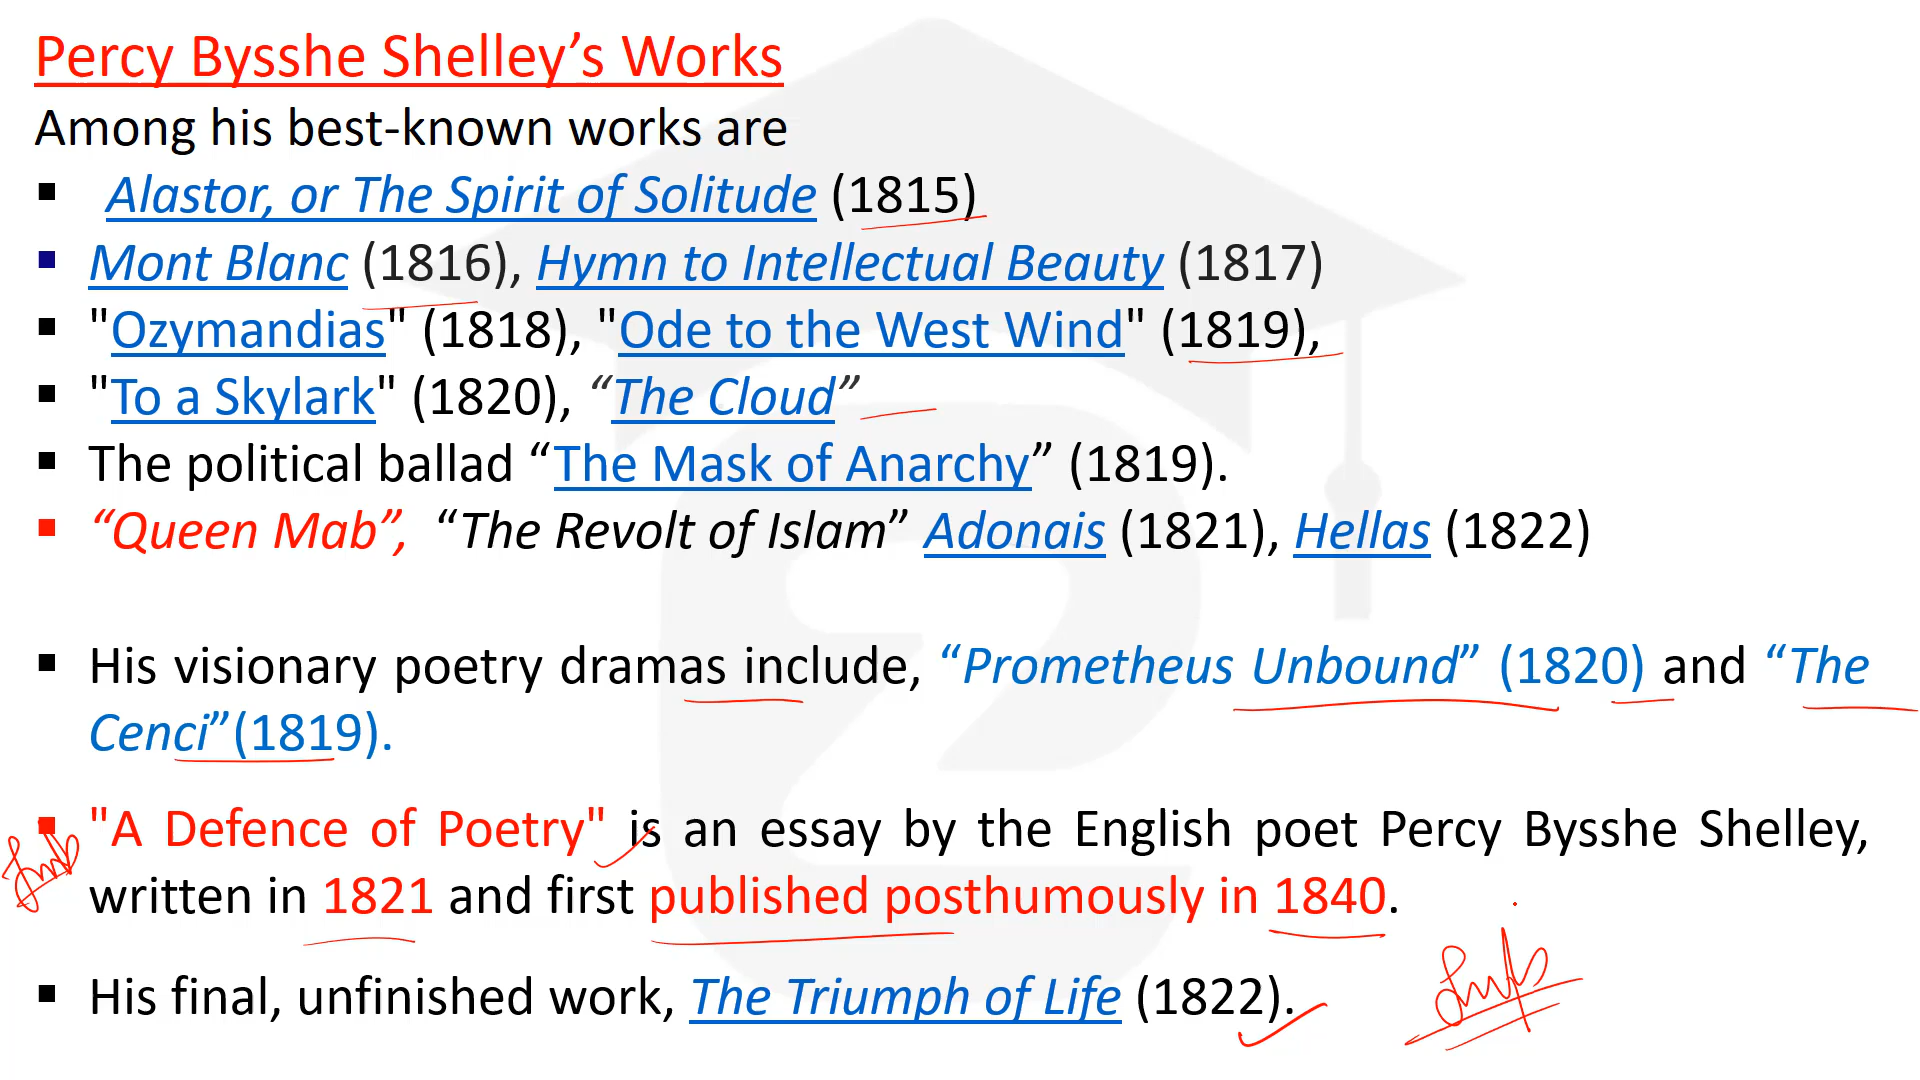 Percy Bysshe Shelley’s Works
Among his best-known works are
▪ Alastor, or The Spirit of Solitude (1815)
▪ Mont Blanc (1816), Hymn to Intellectual Beauty (1817)
▪ "Ozymandias" (1818), "Ode to the West Wind" (1819),
▪ "To a Skylark" (1820), “The Cloud”
▪ The political ballad “The Mask of Anarchy” (1819).
▪ “Queen Mab”, “The Revolt of Islam” Adonais (1821), Hellas (1822)
▪ His visionary poetry dramas include, “Prometheus Unbound” (1820) and “The
Cenci”(1819).
▪ "A Defence of Poetry" is an essay by the English poet Percy Bysshe Shelley,
written in 1821 and first published posthumously in 1840.
▪ His final, unfinished work, The Triumph of Life (1822).